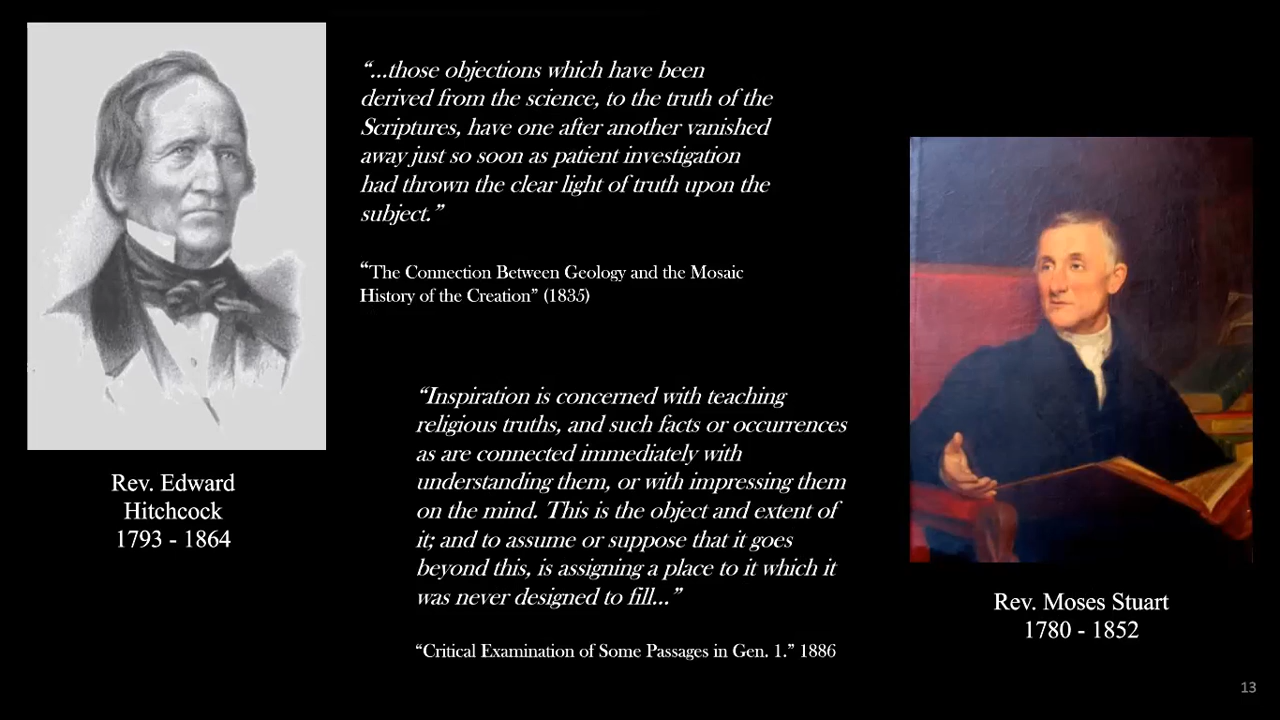 “...those objections which have been
derived from the science, to the truth of the
Scriptures, have one after another vanished
away just so soon as patient investigation
had thrown the clear light of truth upon the
subject.”
“The Connection Between Geology and the Mosaic
History of the Creation” (1835)
Rev. Edward
Hitchcock
1793 - 1864
“Inspiration is concerned with teaching
religious truths, and such facts or occurrences
as are connected immediately with
understanding them, or with impressing them
on the mind. This is the object and extent of
it; and to assume or suppose that it goes
beyond this, is assigning a place to it which it
was never designed to fill...”
“Critical Examination of Some Passages in Gen. 1.” 1886
Rev. Moses Stuart
1780 - 1852
13